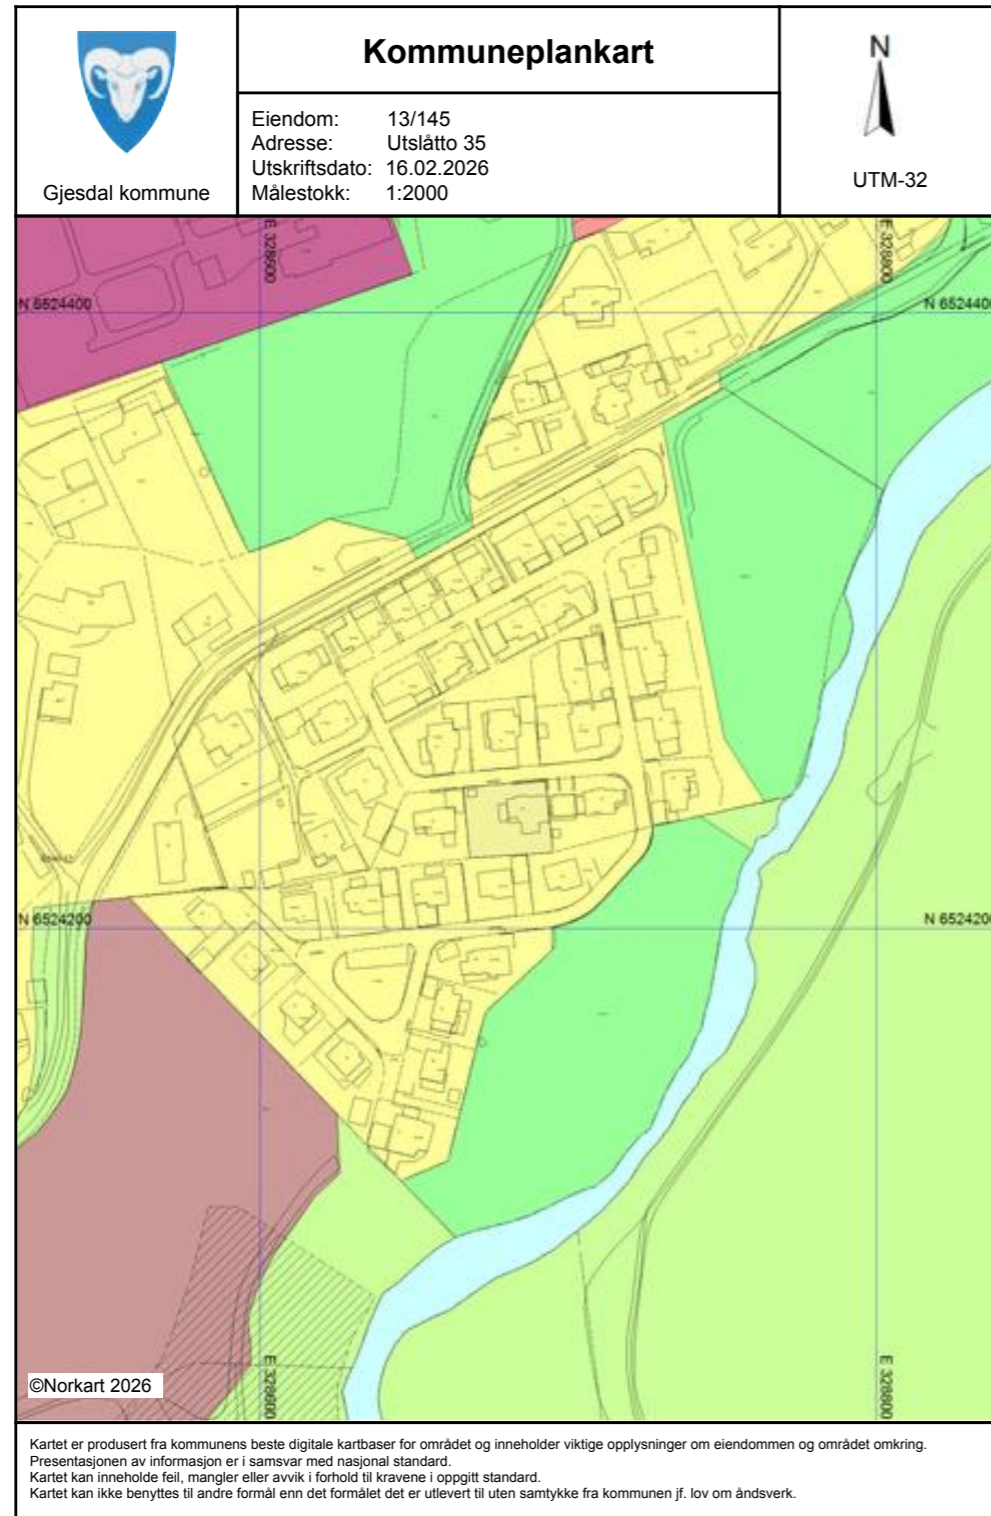 Kommuneplankart
Eiendom: 13/145
Adresse: Utslåtto 35
Utskriftsdato: 16.02.2026
Målestokk: 1:2000
Gjesdal kommune
N
UTM-32
E 328600
E 328800
N 6524400
N 6524400
N 6524200
N 6524200
E 328600
E 328800
©Norkart 2026
Kartet er produsert fra kommunens beste digitale kartbaser for området og inneholder viktige opplysninger om eiendommen og området omkring.
Presentasjonen av informasjon er i samsvar med nasjonal standard.
Kartet kan inneholde feil, mangler eller avvik i forhold til kravene i oppgitt standard.
Kartet kan ikke benyttes til andre formål enn det formålet det er utlevert til uten samtykke fra kommunen jf. lov om åndsverk.